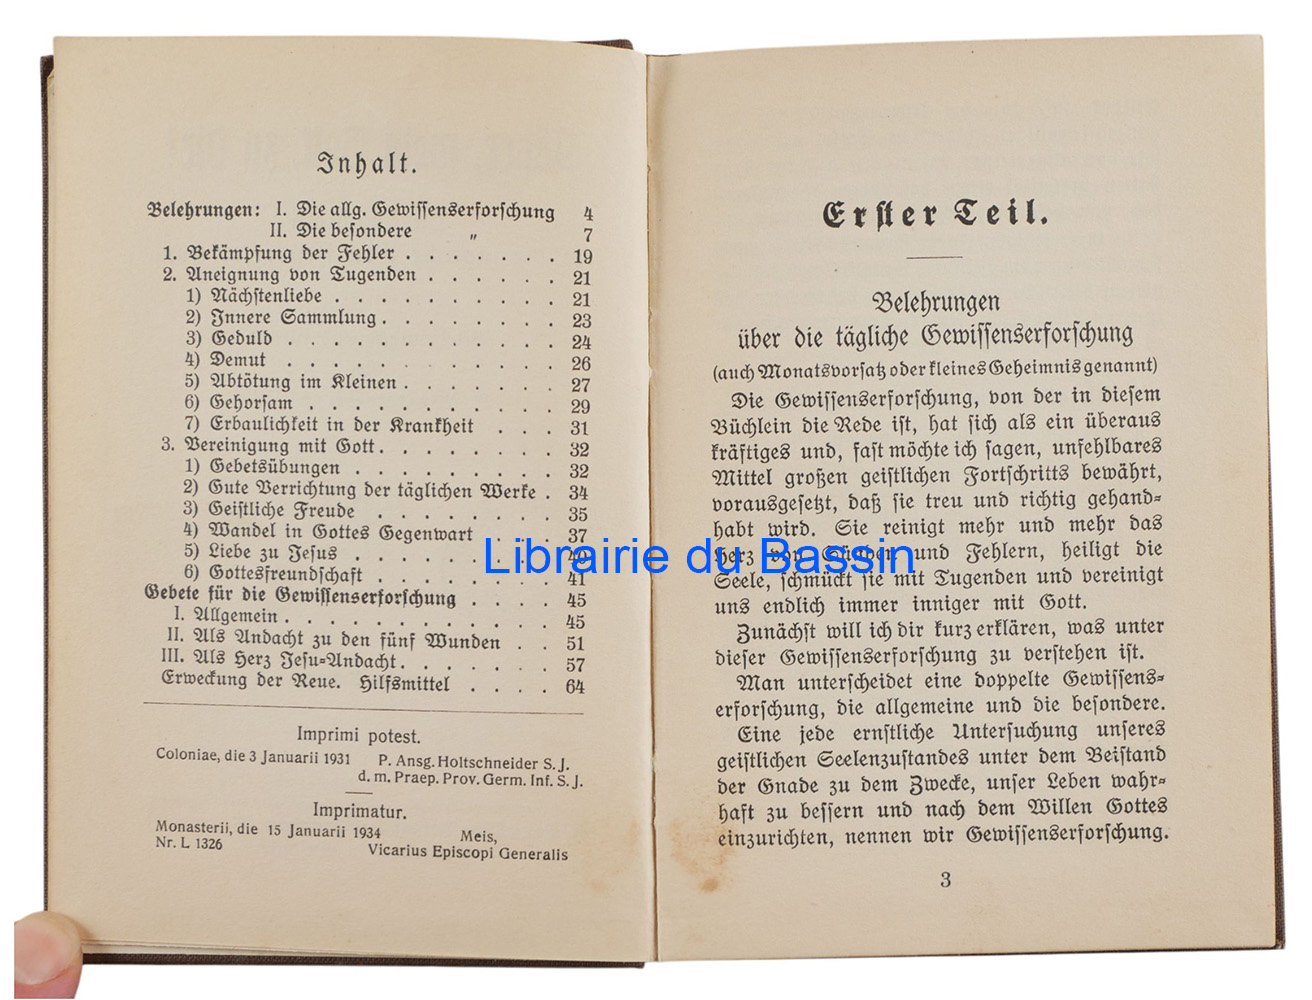 Inhalt.
Belehrungen: I. Die allg. Gewissenserforschung 4
II. Die besondere „ 7
1. Bekämpfung der Fehler . . . . . . . 19
2. Aneignung von Tugenden . . . . . . 21
1) Nächstenliebe . . . . . . . . . . 21
2) Innere Sammlung . . . . . . . . 23
3) Geduld . . . . . . . . . . . . 24
4) Demut . . . . . . . . . . . . 26
5) Abtötung im Kleinen . . . . . . . 27
6) Gehorsam . . . . . . . . . . . 29
7) Erbaulichkeit in der Krankheit . . . 31
3. Vereinigung mit Gott . . . . . . . . 32
1) Gebetsübungen . . . . . . . . . 32
2) Gute Verrichtung der täglichen Werke . 34
3) Geistliche Freude . . . . . . . . 35
4) Wandel in Gottes Gegenwart . . . . 37
5) Liebe zu Jesus . . . . . . . . . 40
6) Gottesfreundschaft . . . . . . . . 41
Gebete für die Gewissenserforschung . . . . 45
I. Allgemein . . . . . . . . . . . . 45
II. Als Andacht zu den fünf Wunden . . 51
III. Als Herz Jesu-Andacht . . . . . . . 57
Erweckung der Reue. Hilfsmittel . . . . 64
Imprimi potest.
Coloniae, die 3 Januarii 1931 P. Ansg. Holtschneider S. J.
d. m. Praep. Prov. Germ. Inf. S. J.
Imprimatur.
Monasterii, die 15 Januarii 1934 Meis,
Nr. L 1326 Vicarius Episcopi Generalis
Erster Teil.
Belehrungen
über die tägliche Gewissenserforschung
(auch Monatsvorsatz oder kleines Geheimnis genannt)
Die Gewissenserforschung, von der in diesem
Büchlein die Rede ist, hat sich als ein überaus
kräftiges und, fast möchte ich sagen, unfehlbares
Mittel großen geistlichen Fortschritts bewährt,
vorausgesetzt, daß sie treu und richtig gehand-
habt wird. Sie reinigt mehr und mehr das
Herz von Sünden und Fehlern, heiligt die
Seele, schmückt sie mit Tugenden und vereinigt
uns endlich immer inniger mit Gott.
Zunächst will ich dir kurz erklären, was unter
dieser Gewissenserforschung zu verstehen ist.
Man unterscheidet eine doppelte Gewissens-
erforschung, die allgemeine und die besondere.
Eine jede ernstliche Untersuchung unseres
geistlichen Seelenzustandes unter dem Beistand
der Gnade zu dem Zwecke, unser Leben wahr-
haft zu bessern und nach dem Willen Gottes
einzurichten, nennen wir Gewissenserforschung.
3
Librairie du Bassin